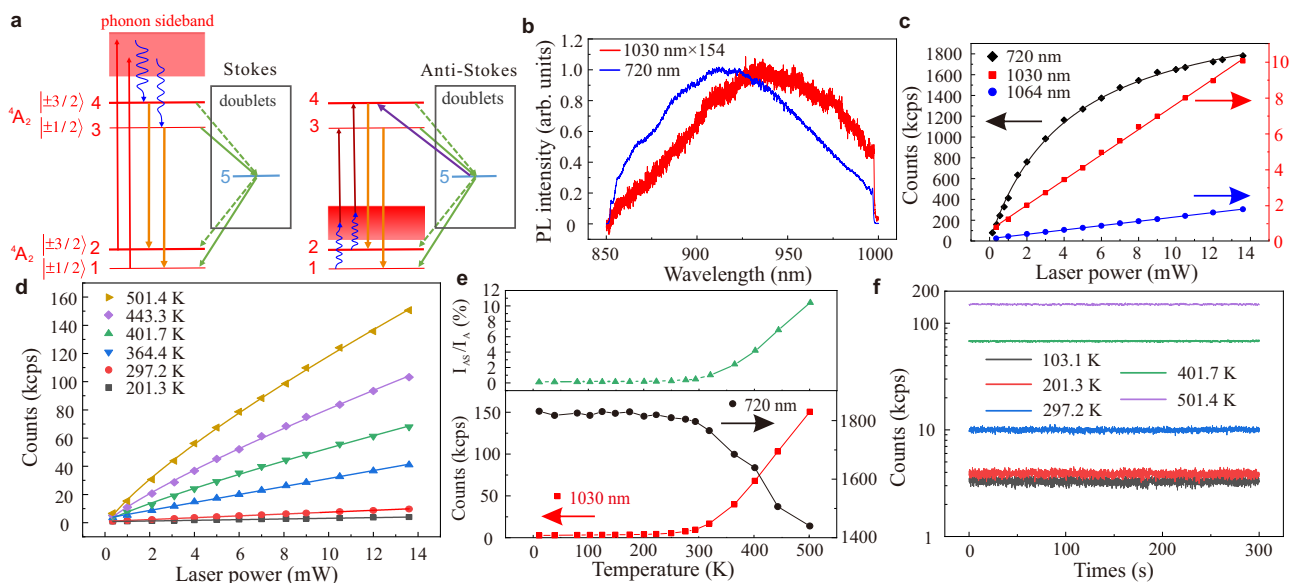 a
phonon sideband
Stokes
doublets
4
3
5
2
1
⁴A₂
|±3/2⟩
|±1/2⟩
⁴A₂
|±3/2⟩
|±1/2⟩
Anti-Stokes
doublets
4
3
5
2
1
b
1030 nm×154
720 nm
PL intensity (arb. units)
1.2
1.0
0.8
0.6
0.4
0.2
0
850 900 950 1000
Wavelength (nm)
c
720 nm
1030 nm
1064 nm
Counts (kcps)
1800
1600
1400
1200
1000
800
600
400
200
0
10
8
6
4
2
0
0 2 4 6 8 10 12 14
Laser power (mW)
d
501.4 K
443.3 K
401.7 K
364.4 K
297.2 K
201.3 K
Counts (kcps)
160
140
120
100
80
60
40
20
0
0 2 4 6 8 10 12 14
Laser power (mW)
e
I_AS/I_A (%)
12
10
8
6
4
2
0
720 nm
1030 nm
Counts (kcps)
150
100
50
0
1800
1600
1400
0 100 200 300 400 500
Temperature (K)
f
103.1 K
201.3 K
297.2 K
401.7 K
501.4 K
Counts (kcps)
200
100
10
1
0 100 200 300
Times (s)